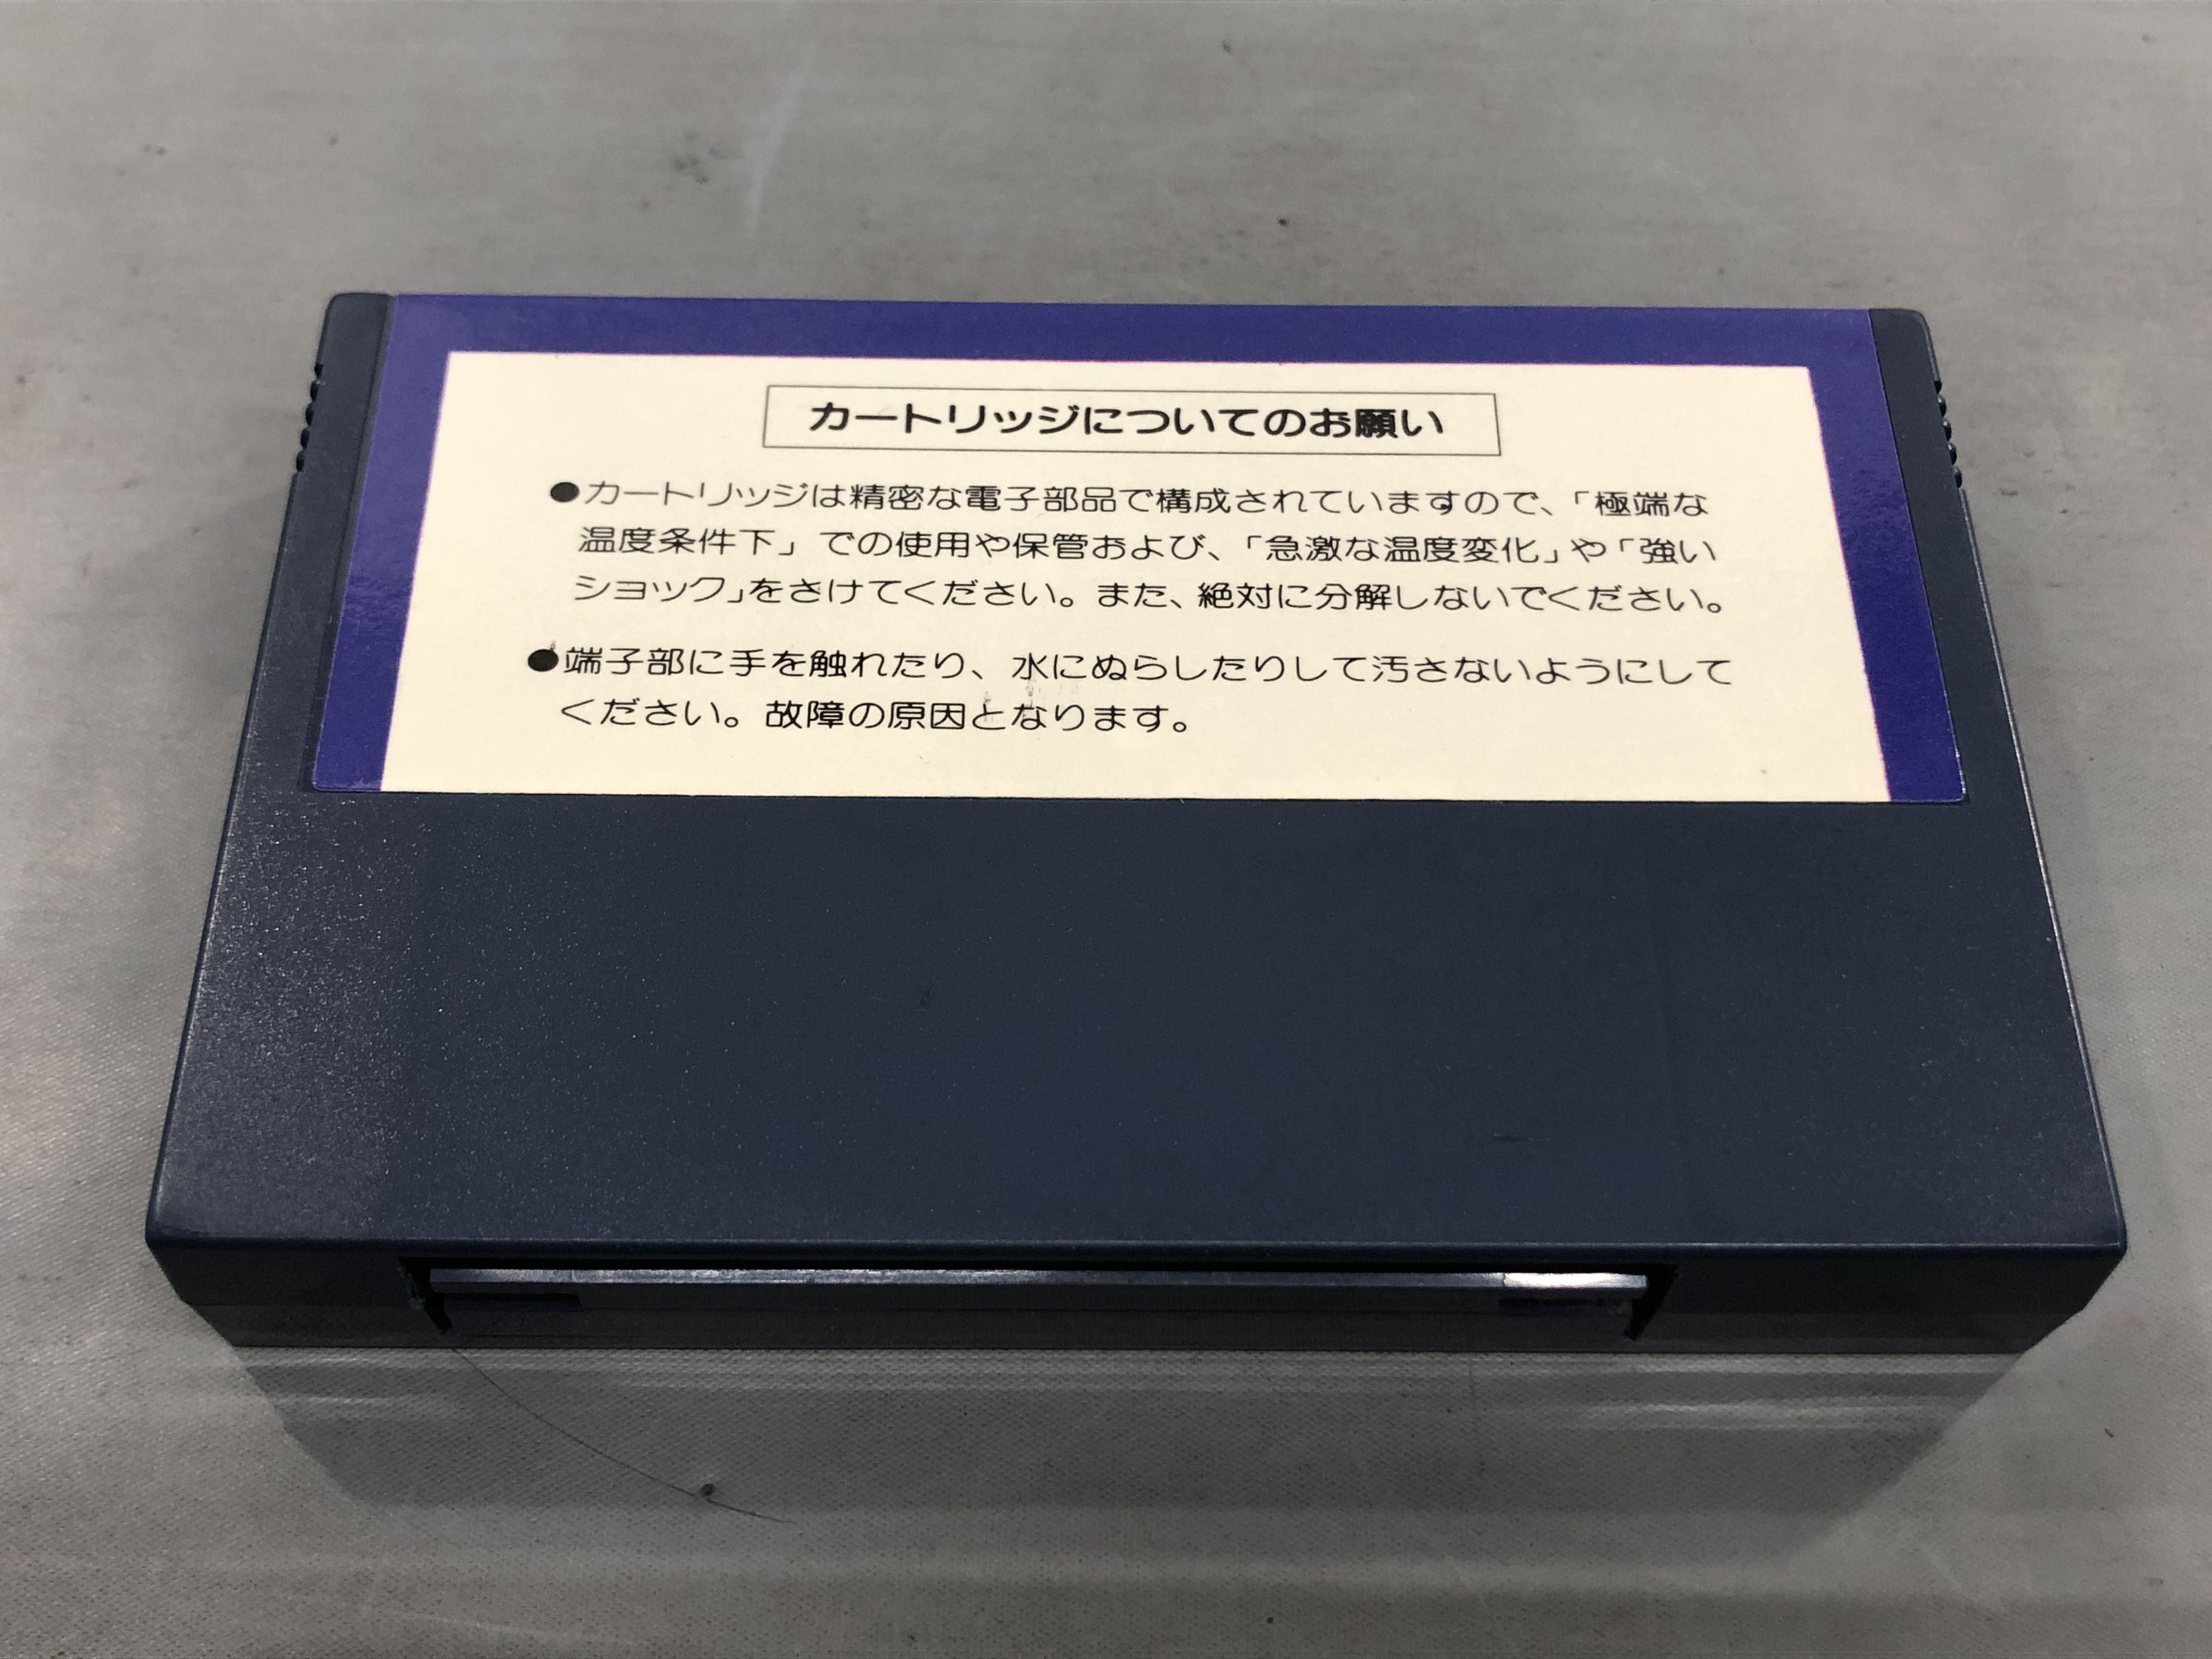 カートリッジについてのお願い
●カートリッジは精密な電子部品で構成されていますので、「極端な
温度条件下」での使用や保管および、「急激な温度変化」や「強い
ショック」をさけてください。また、絶対に分解しないでください。
●端子部に手を触れたり、水にぬらしたりして汚さないようにして
ください。故障の原因となります。